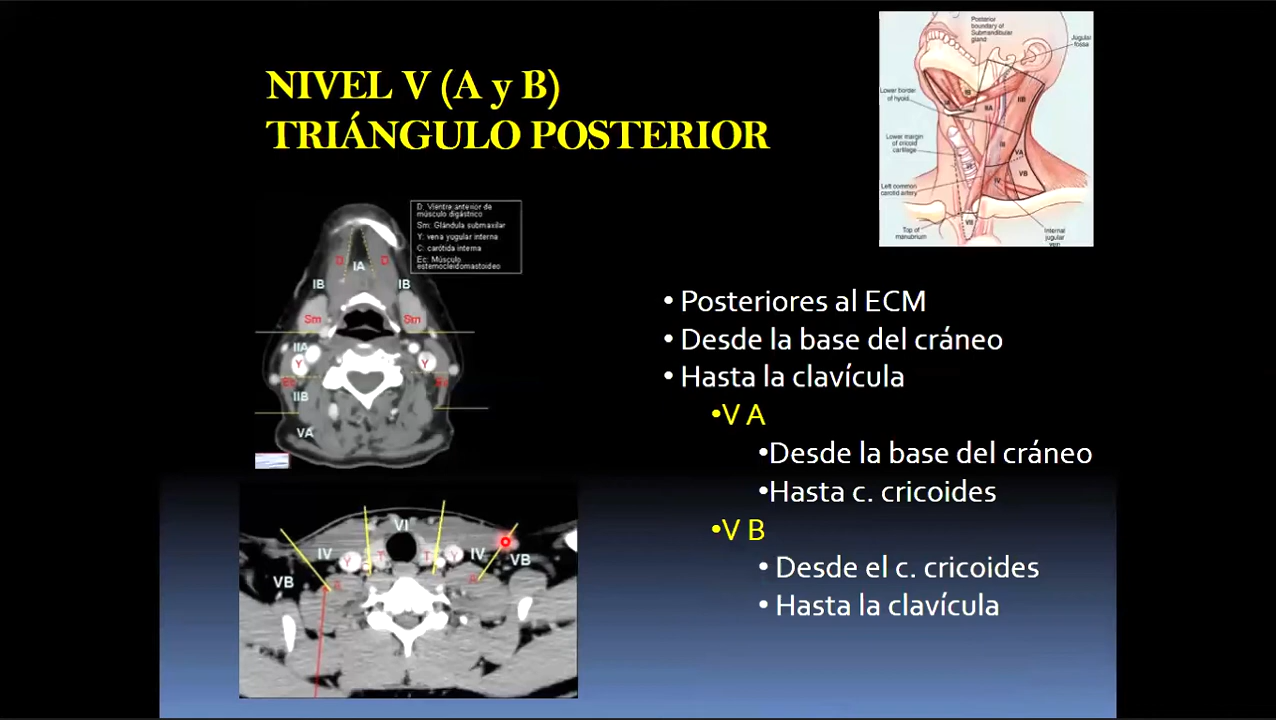 NIVEL V (A y B)
TRIÁNGULO POSTERIOR
Posterior
boundary of
Submandibular
gland
Jugular
fossa
Lower border
of hyoid
Lower margin
of cricoid
cartilage
Left common
carotid artery
Top of
manubrium
Internal
jugular
vein
IB
IIA
IIB
III
VA
VB
IV
VI
VII
D: Vientre anterior de
músculo digástrico
Sm: Glándula submaxilar
Y: vena yugular interna
C: carótida interna
Ec: Músculo
esternocleidomastoideo
D
D
IA
IB
IB
Sm
Sm
IIA
Y
Y
Ec
IIB
VA
• Posteriores al ECM
• Desde la base del cráneo
• Hasta la clavícula
•V A
•Desde la base del cráneo
•Hasta c. cricoides
•V B
• Desde el c. cricoides
• Hasta la clavícula
VI
IV
Y
T
T
Y
IV
VB
VB